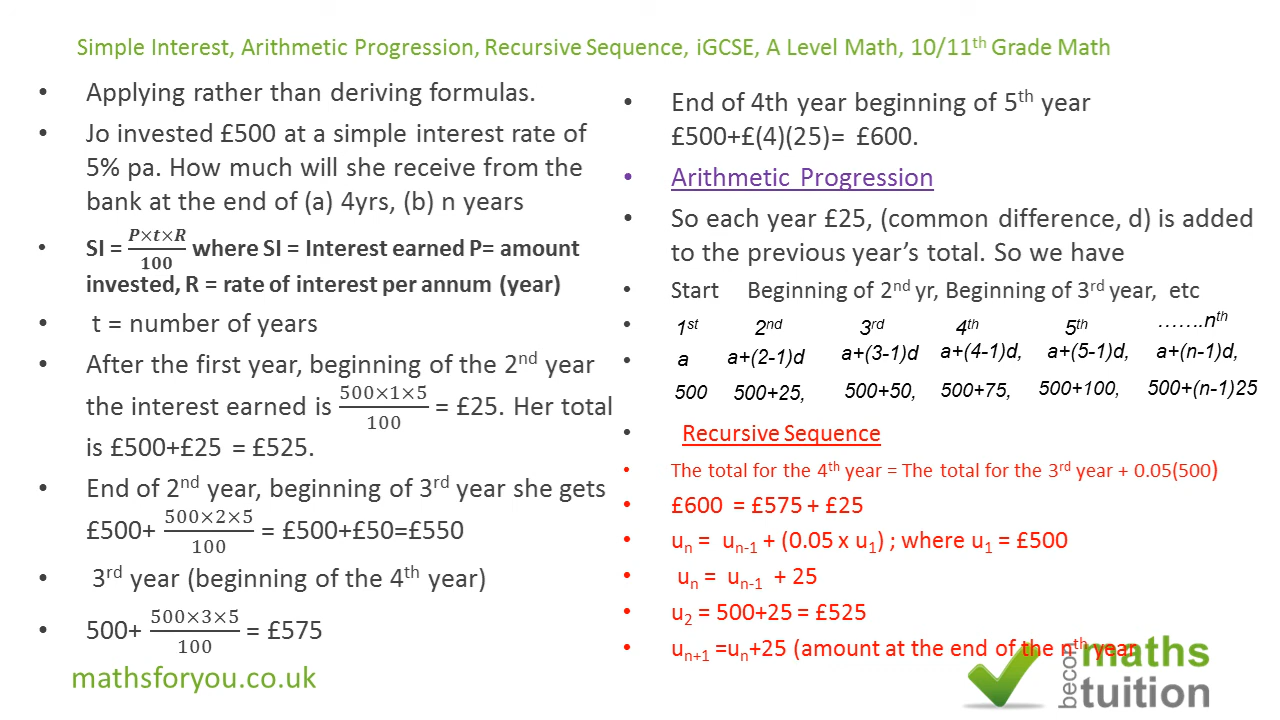 Simple Interest, Arithmetic Progression, Recursive Sequence, iGCSE, A Level Math, 10/11th Grade Math
• Applying rather than deriving formulas.
• Jo invested £500 at a simple interest rate of
5% pa. How much will she receive from the
bank at the end of (a) 4yrs, (b) n years
• SI = P×t×R/100 where SI = Interest earned P= amount
invested, R = rate of interest per annum (year)
• t = number of years
• After the first year, beginning of the 2nd year
the interest earned is 500×1×5/100 = £25. Her total
is £500+£25 = £525.
• End of 2nd year, beginning of 3rd year she gets
£500+ 500×2×5/100 = £500+£50=£550
• 3rd year (beginning of the 4th year)
• 500+ 500×3×5/100 = £575
mathsforyou.co.uk
• End of 4th year beginning of 5th year
£500+£(4)(25)= £600.
• Arithmetic Progression
• So each year £25, (common difference, d) is added
to the previous year's total. So we have
• Start Beginning of 2nd yr, Beginning of 3rd year, etc
• 1st 2nd 3rd 4th 5th …….nth
• a a+(2-1)d a+(3-1)d a+(4-1)d, a+(5-1)d, a+(n-1)d,
500 500+25, 500+50, 500+75, 500+100, 500+(n-1)25
• Recursive Sequence
• The total for the 4th year = The total for the 3rd year + 0.05(500)
• £600 = £575 + £25
• un = un-1 + (0.05 x u1) ; where u1 = £500
• un = un-1 + 25
• u2 = 500+25 = £525
• un+1 =un+25 (amount at the end of the nth year
becor maths
tuition